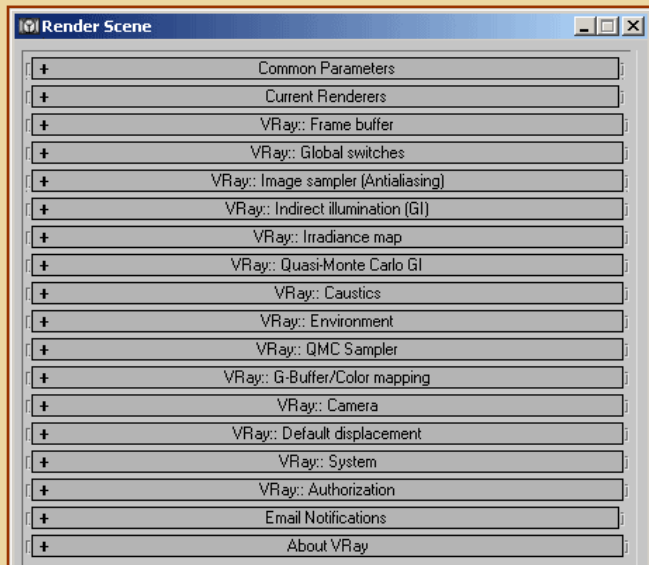 Render Scene
+ Common Parameters
+ Current Renderers
+ VRay:: Frame buffer
+ VRay:: Global switches
+ VRay:: Image sampler (Antialiasing)
+ VRay:: Indirect illumination (GI)
+ VRay:: Irradiance map
+ VRay:: Quasi-Monte Carlo GI
+ VRay:: Caustics
+ VRay:: Environment
+ VRay:: QMC Sampler
+ VRay:: G-Buffer/Color mapping
+ VRay:: Camera
+ VRay:: Default displacement
+ VRay:: System
+ VRay:: Authorization
+ Email Notifications
+ About VRay